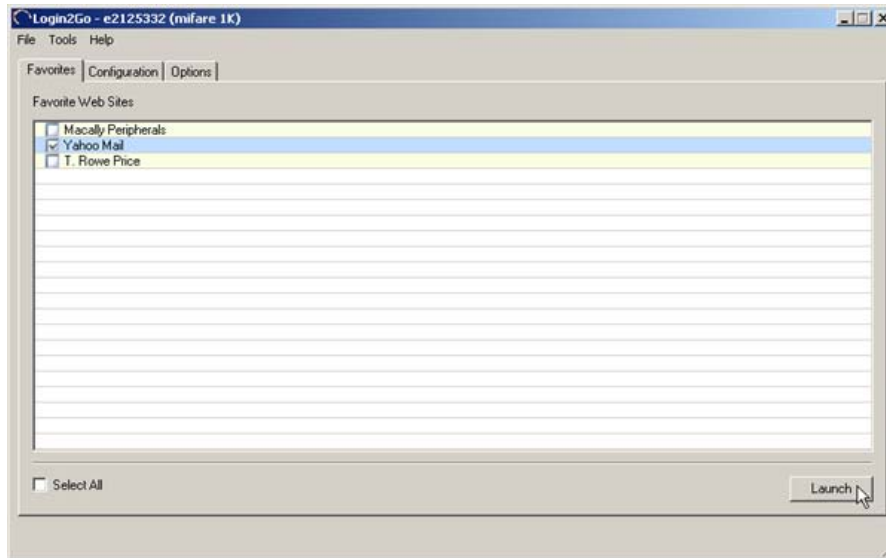 Login2Go - e2125332 (mifare 1K)
File Tools Help
Favorites Configuration Options
Favorite Web Sites
Macally Peripherals
Yahoo Mail
T. Rowe Price
Select All
Launch